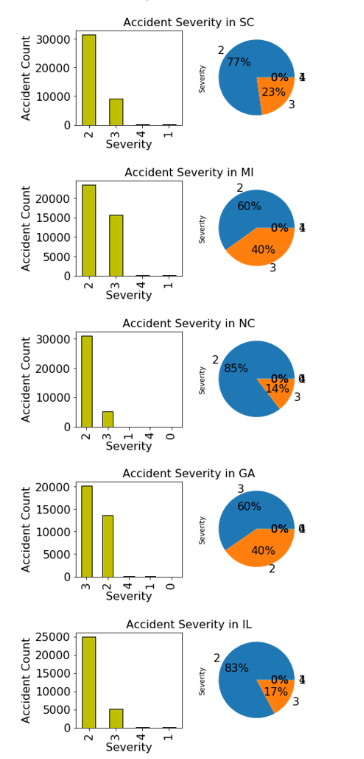 Accident Severity in SC
Accident Count
30000
20000
10000
0
2 3 4 1
Severity
Severity
2
77%
23%
3
0%
Accident Severity in MI
Accident Count
20000
15000
10000
5000
0
2 3 4 1
Severity
Severity
2
60%
40%
3
0%
Accident Severity in NC
Accident Count
30000
20000
10000
0
2 3 1 4 0
Severity
Severity
2
85%
14%
3
0%
Accident Severity in GA
Accident Count
20000
15000
10000
5000
0
3 2 4 1 0
Severity
Severity
3
60%
40%
2
0%
Accident Severity in IL
Accident Count
25000
20000
15000
10000
5000
0
2 3 4 1
Severity
Severity
2
83%
17%
3
0%